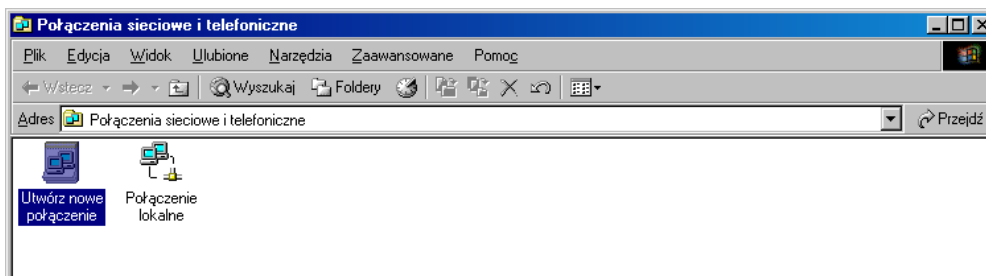 Połączenia sieciowe i telefoniczne
Plik Edycja Widok Ulubione Narzędzia Zaawansowane Pomoc
Wstecz Wyszukaj Foldery
Adres Połączenia sieciowe i telefoniczne Przejdź
Utwórz nowe połączenie
Połączenie lokalne